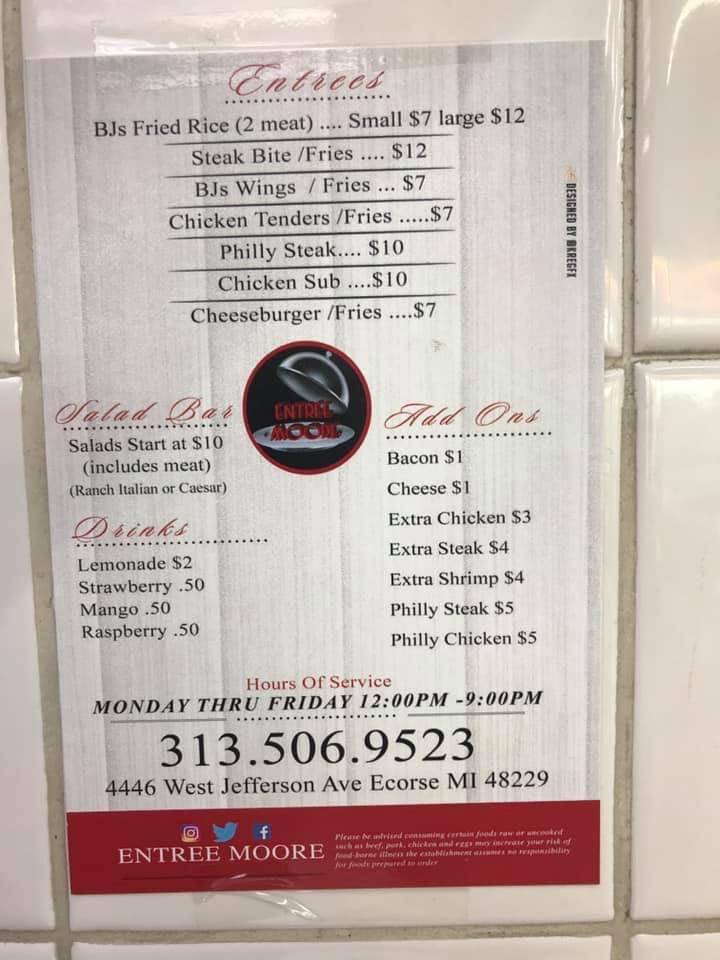 Entrees
BJs Fried Rice (2 meat) .... Small $7 large $12
Steak Bite /Fries .... $12
BJs Wings / Fries ... $7
Chicken Tenders /Fries .....$7
Philly Steak.... $10
Chicken Sub ....$10
Cheeseburger /Fries ....$7
DESIGNED BY @KREGFX
ENTREE
MOORE
Salad Bar
Salads Start at $10
(includes meat)
(Ranch Italian or Caesar)
Drinks
Lemonade $2
Strawberry .50
Mango .50
Raspberry .50
Add Ons
Bacon $1
Cheese $1
Extra Chicken $3
Extra Steak $4
Extra Shrimp $4
Philly Steak $5
Philly Chicken $5
Hours Of Service
MONDAY THRU FRIDAY 12:00PM -9:00PM
313.506.9523
4446 West Jefferson Ave Ecorse MI 48229
ENTREE MOORE
Please be advised consuming certain foods raw or uncooked
such as beef, pork, chicken and eggs may increase your risk of
food-borne illness the establishment assumes no responsibility
for foods prepared to order